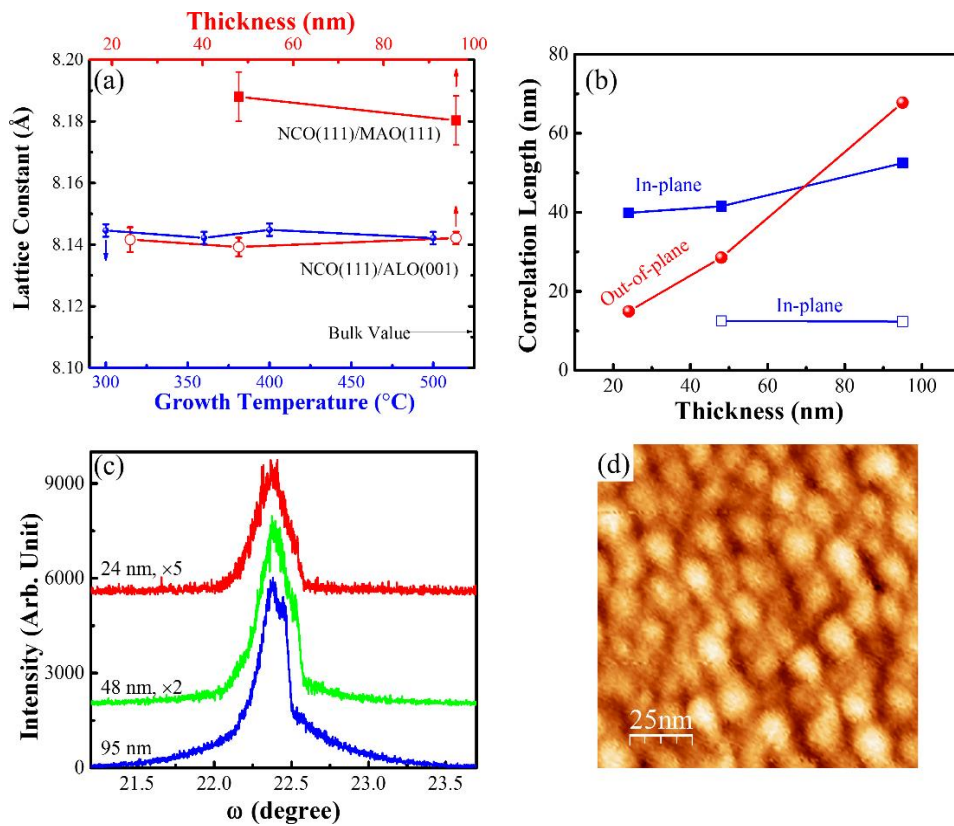 Thickness (nm)
20 40 60 80 100
(a)
8.20
8.18
8.16
8.14
8.12
8.10
Lattice Constant (Å)
NCO(111)/MAO(111)
NCO(111)/ALO(001)
Bulk Value
300 350 400 450 500
Growth Temperature (°C)
(b)
80
70
60
50
40
30
20
10
0
Correlation Length (nm)
In-plane
Out-of-plane
In-plane
20 40 60 80 100
Thickness (nm)
(c)
9000
6000
3000
0
Intensity (Arb. Unit)
24 nm, ×5
48 nm, ×2
95 nm
21.5 22.0 22.5 23.0 23.5
ω (degree)
(d)
25nm